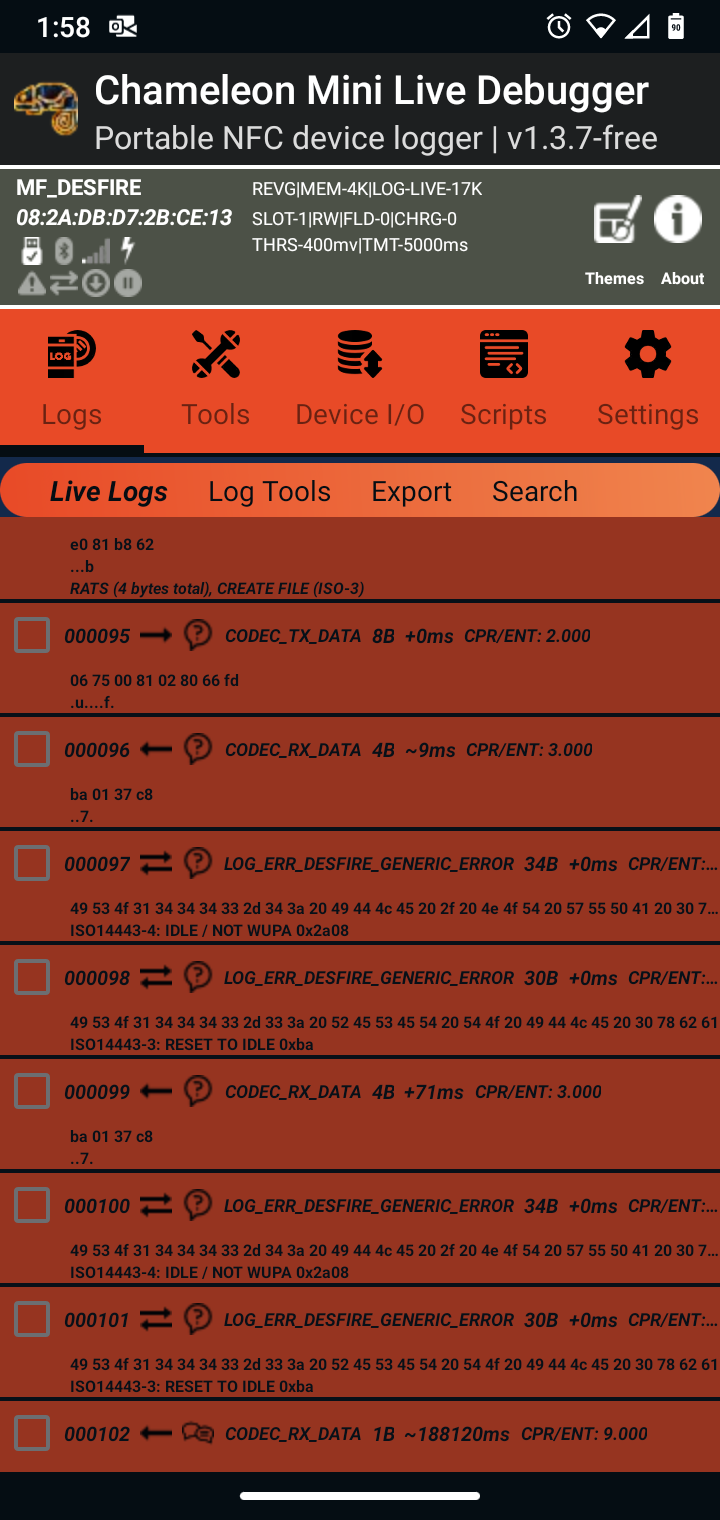 1:58
90
Chameleon Mini Live Debugger
Portable NFC device logger | v1.3.7-free
MF_DESFIRE
08:2A:DB:D7:2B:CE:13
REVG|MEM-4K|LOG-LIVE-17K
SLOT-1|RW|FLD-0|CHRG-0
THRS-400mv|TMT-5000ms
Themes About
LOG
Logs Tools Device I/O Scripts Settings
Live Logs Log Tools Export Search
e0 81 b8 62
...b
RATS (4 bytes total), CREATE FILE (ISO-3)
000095 CODEC_TX_DATA 8B +0ms CPR/ENT: 2.000
06 75 00 81 02 80 66 fd
.u....f.
000096 CODEC_RX_DATA 4B ~9ms CPR/ENT: 3.000
ba 01 37 c8
..7.
000097 LOG_ERR_DESFIRE_GENERIC_ERROR 34B +0ms CPR/ENT:...
49 53 4f 31 34 34 34 33 2d 34 3a 20 49 44 4c 45 20 2f 20 4e 4f 54 20 57 55 50 41 20 30 7...
ISO14443-4: IDLE / NOT WUPA 0x2a08
000098 LOG_ERR_DESFIRE_GENERIC_ERROR 30B +0ms CPR/ENT:...
49 53 4f 31 34 34 34 33 2d 33 3a 20 52 45 53 45 54 20 54 4f 20 49 44 4c 45 20 30 78 62 61
ISO14443-3: RESET TO IDLE 0xba
000099 CODEC_RX_DATA 4B +71ms CPR/ENT: 3.000
ba 01 37 c8
..7.
000100 LOG_ERR_DESFIRE_GENERIC_ERROR 34B +0ms CPR/ENT:...
49 53 4f 31 34 34 34 33 2d 34 3a 20 49 44 4c 45 20 2f 20 4e 4f 54 20 57 55 50 41 20 30 7...
ISO14443-4: IDLE / NOT WUPA 0x2a08
000101 LOG_ERR_DESFIRE_GENERIC_ERROR 30B +0ms CPR/ENT:...
49 53 4f 31 34 34 34 33 2d 33 3a 20 52 45 53 45 54 20 54 4f 20 49 44 4c 45 20 30 78 62 61
ISO14443-3: RESET TO IDLE 0xba
000102 CODEC_RX_DATA 1B ~188120ms CPR/ENT: 9.000